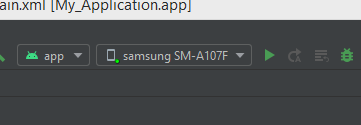 ain.xml [My_Application.app]
app
samsung SM-A107F